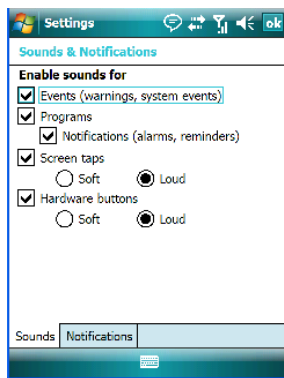 Settings
ok
Sounds & Notifications
Enable sounds for
Events (warnings, system events)
Programs
Notifications (alarms, reminders)
Screen taps
Soft Loud
Hardware buttons
Soft Loud
Sounds Notifications